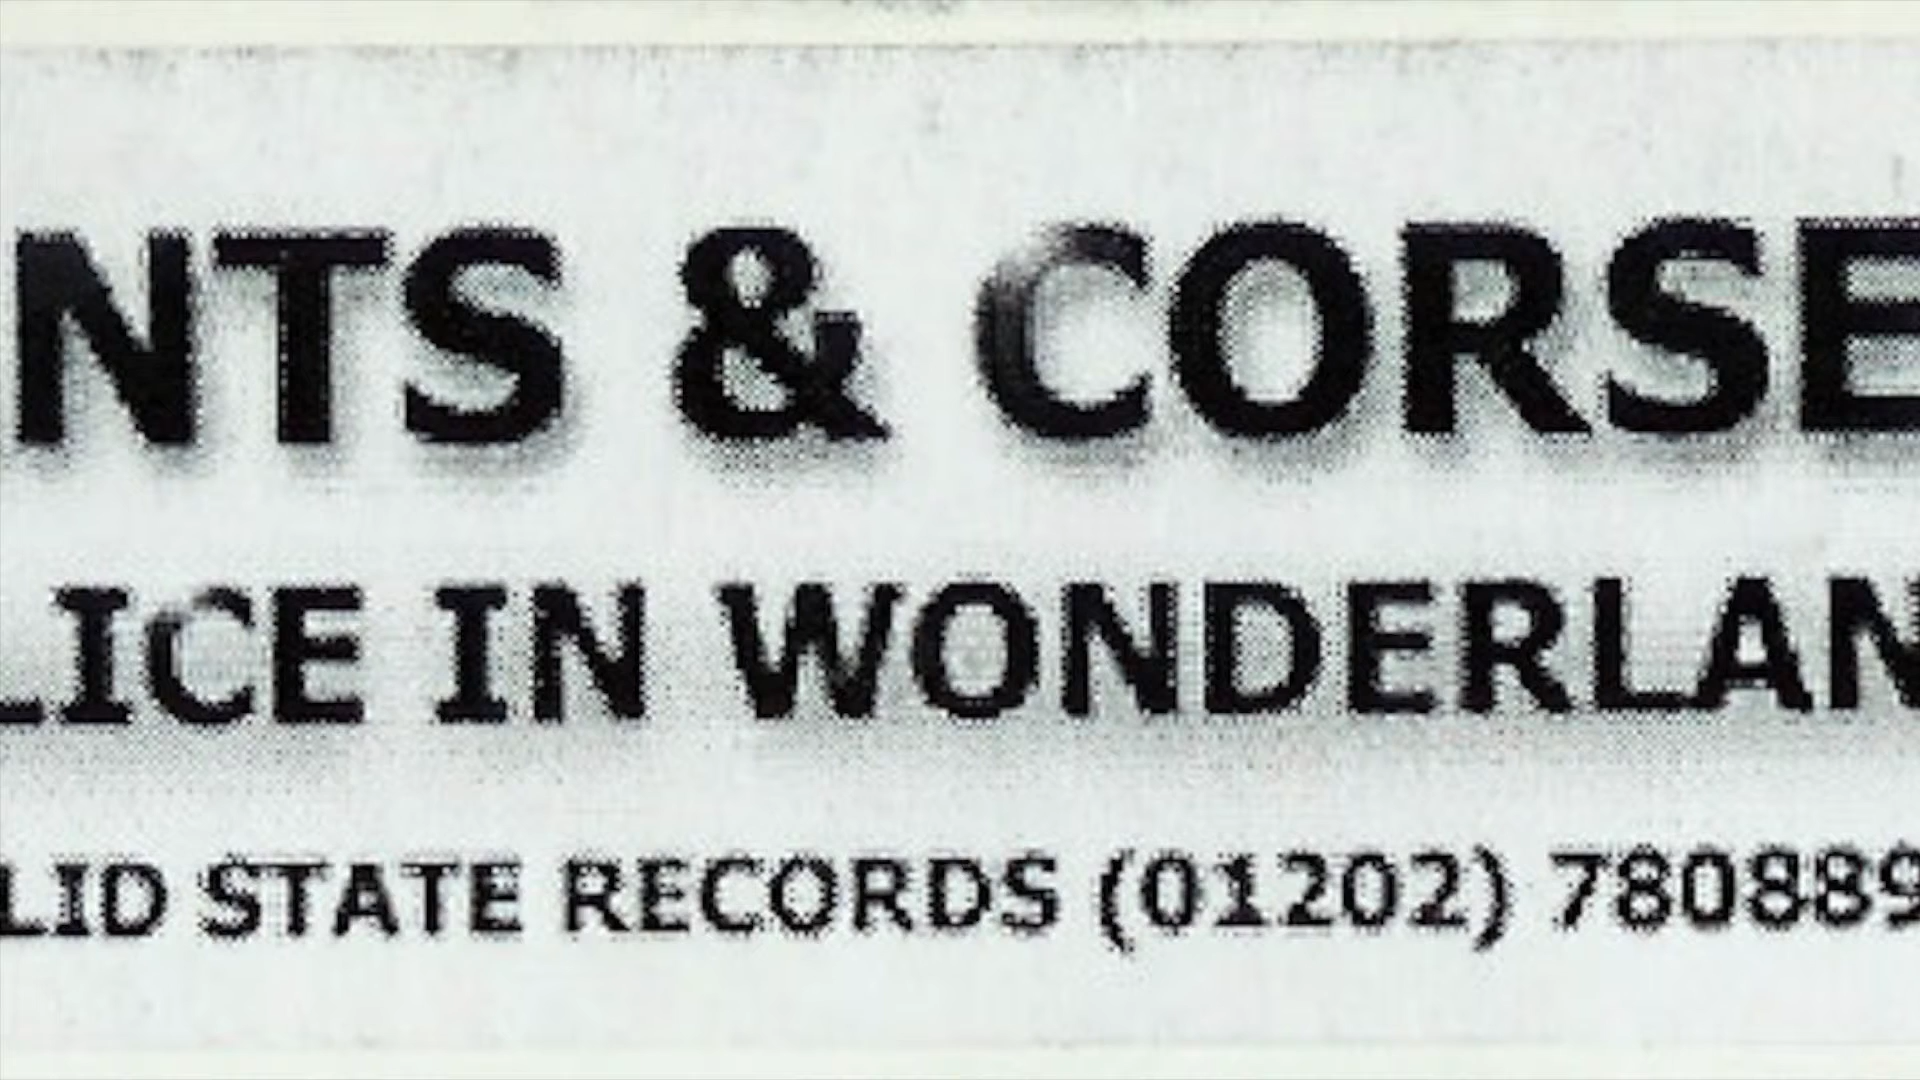 NTS & CORSE
LICE IN WONDERLAN
LID STATE RECORDS (01202) 780889